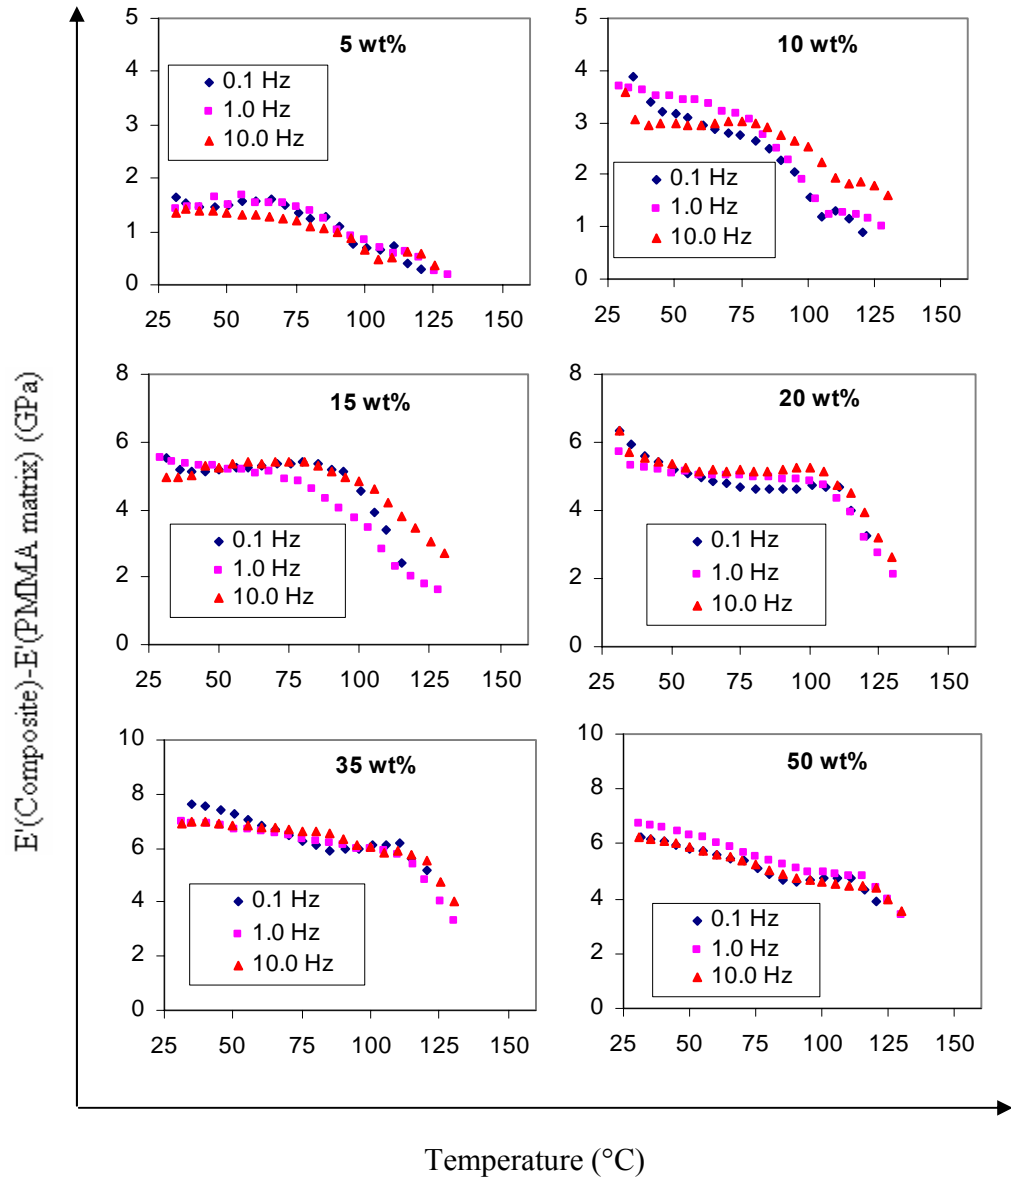 E'(Composite)-E'(PMMA matrix) (GPa)
5 wt%
0.1 Hz
1.0 Hz
10.0 Hz
5
4
3
2
1
0
25 50 75 100 125 150
10 wt%
0.1 Hz
1.0 Hz
10.0 Hz
5
4
3
2
1
0
25 50 75 100 125 150
15 wt%
0.1 Hz
1.0 Hz
10.0 Hz
8
6
4
2
0
25 50 75 100 125 150
20 wt%
0.1 Hz
1.0 Hz
10.0 Hz
8
6
4
2
0
25 50 75 100 125 150
35 wt%
0.1 Hz
1.0 Hz
10.0 Hz
10
8
6
4
2
0
25 50 75 100 125 150
50 wt%
0.1 Hz
1.0 Hz
10.0 Hz
10
8
6
4
2
0
25 50 75 100 125 150
Temperature (°C)